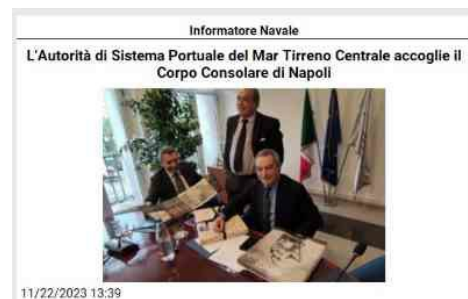 Informatore Navale
L'Autorità di Sistema Portuale del Mar Tirreno Centrale accoglie il
Corpo Consolare di Napoli
11/22/2023 13:39